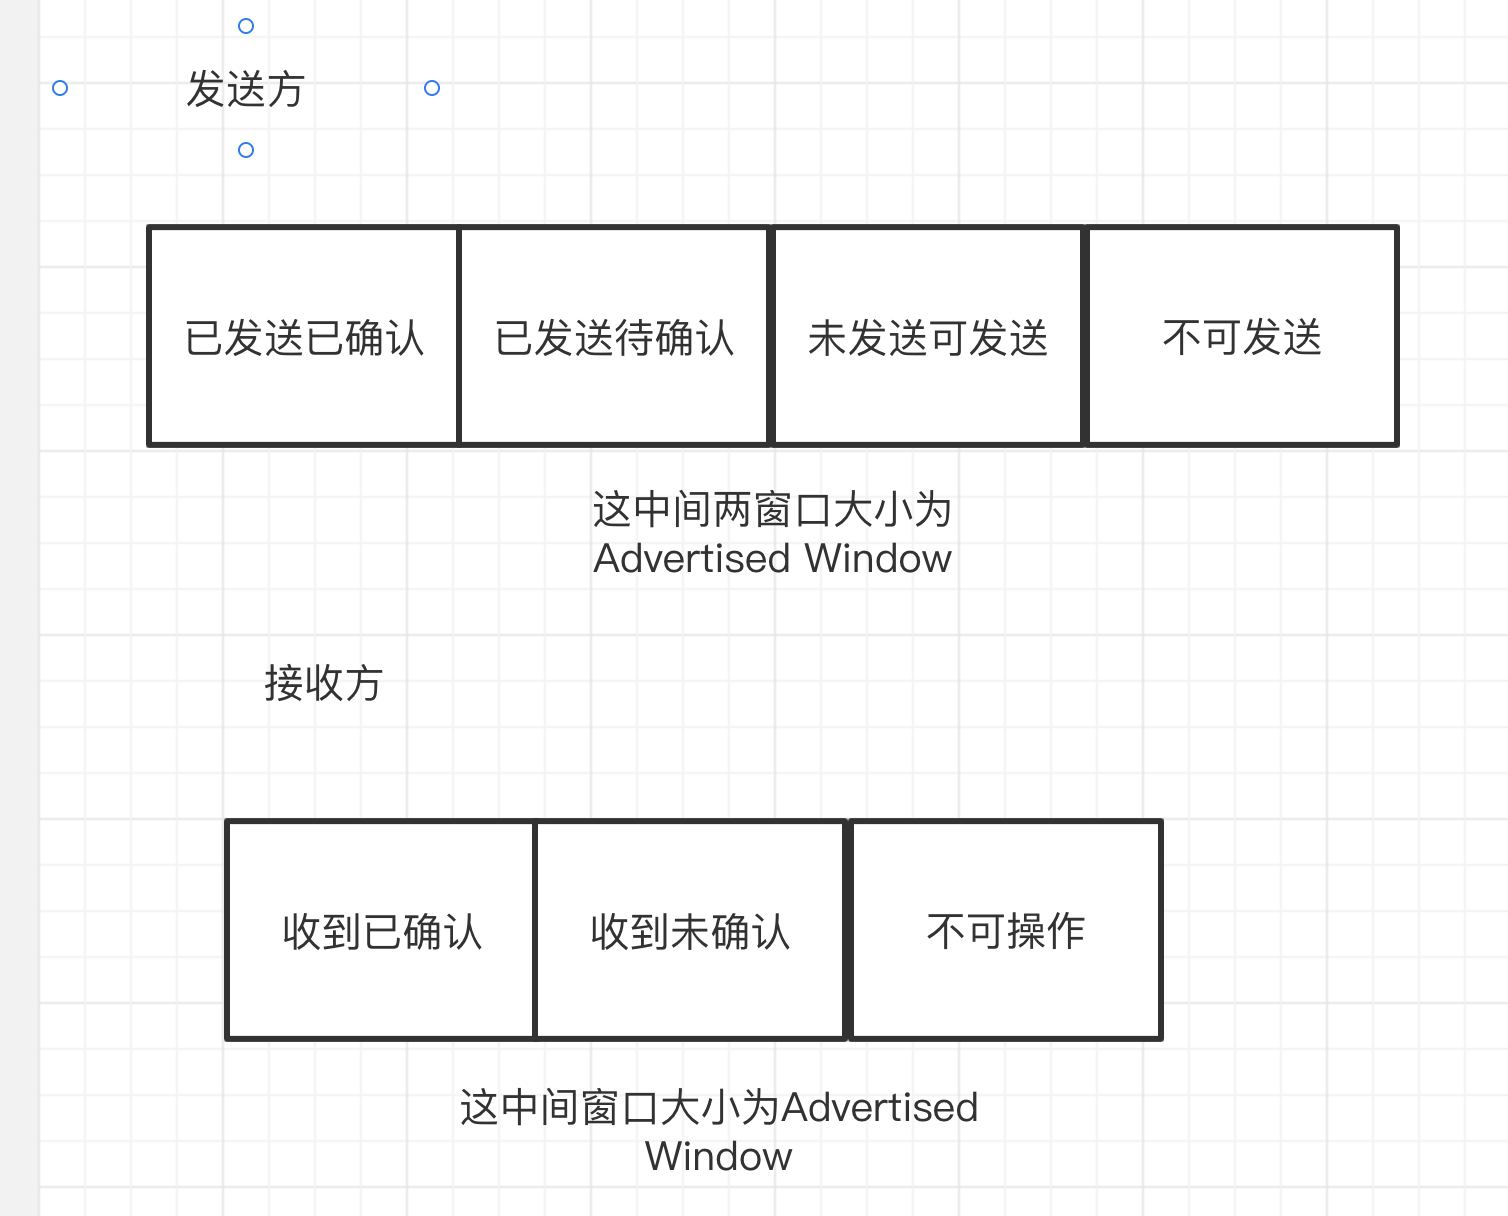 发送方
已发送已确认
已发送待确认
未发送可发送
不可发送
这中间两窗口大小为
Advertised Window
接收方
收到已确认
收到未确认
不可操作
这中间窗口大小为Advertised
Window